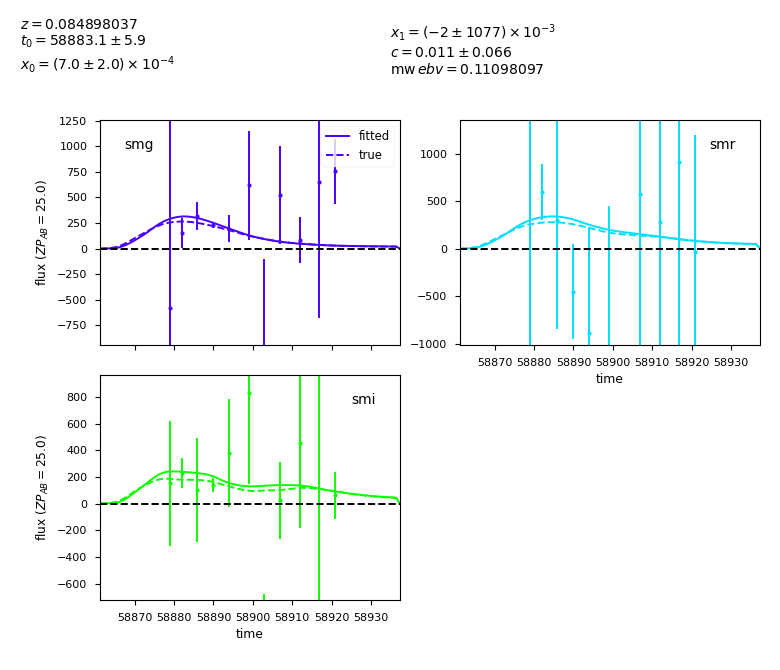 z = 0.084898037
t₀ = 58883.1 ± 5.9
x₀ = (7.0 ± 2.0) × 10⁻⁴
x₁ = (−2 ± 1077) × 10⁻³
c = 0.011 ± 0.066
mw ebv = 0.11098097
smg
fitted
true
1250
1000
750
500
250
0
−250
−500
−750
flux (ZP_AB = 25.0)
smr
1000
500
0
−500
−1000
58870 58880 58890 58900 58910 58920 58930
time
smi
800
600
400
200
0
−200
−400
−600
flux (ZP_AB = 25.0)
58870 58880 58890 58900 58910 58920 58930
time